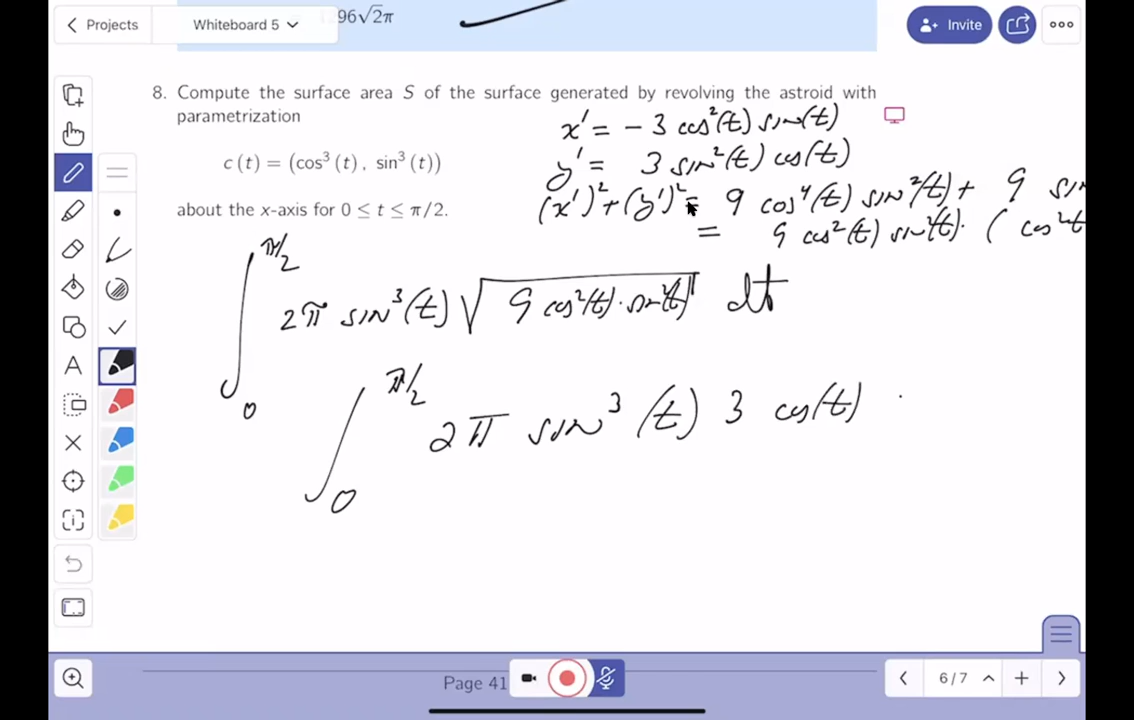 Projects
Whiteboard 5
1296√2π
Invite
8. Compute the surface area S of the surface generated by revolving the astroid with
parametrization
c(t) = (cos³(t), sin³(t))
about the x-axis for 0 ≤ t ≤ π/2.
x' = -3 cos²(t) sin(t)
y' = 3 sin²(t) cos(t)
(x')² + (y')² = 9 cos⁴(t) sin²(t) + 9
= 9 cos²(t) sin²(t) · (cos²t
∫₀^π/2 2π sin³(t) √9 cos²(t) · sin²(t) dt
∫₀^π/2 2π sin³(t) 3 cos(t) ·
Page 41
6/7